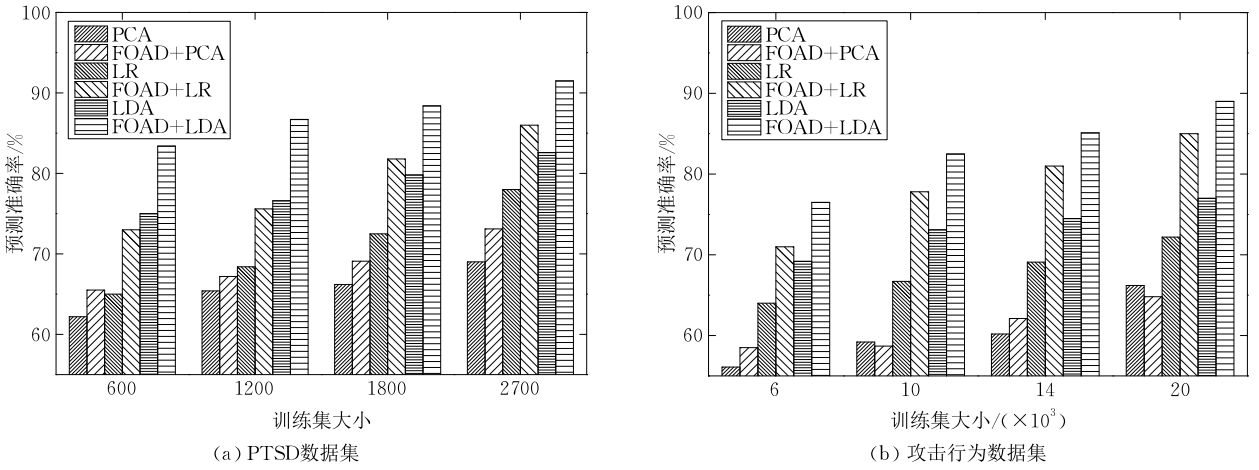 100
90
80
70
60
预测准确率/%
PCA
FOAD+PCA
LR
FOAD+LR
LDA
FOAD+LDA
600 1200 1800 2700
训练集大小
(a) PTSD数据集
100
90
80
70
60
预测准确率/%
PCA
FOAD+PCA
LR
FOAD+LR
LDA
FOAD+LDA
6 10 14 20
训练集大小/(×10³)
(b) 攻击行为数据集